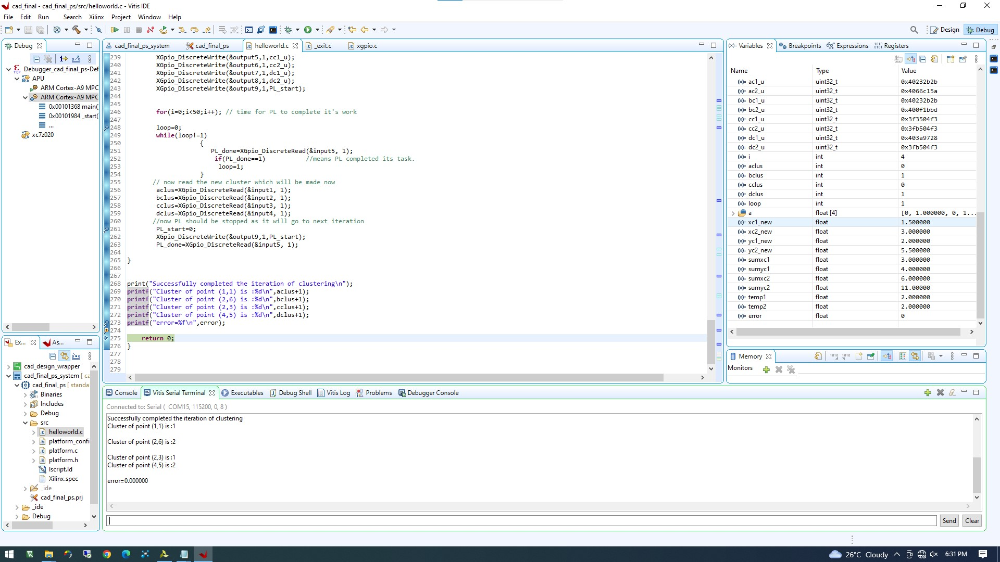 cad_final - cad_final_ps/src/helloworld.c - Vitis IDE
File Edit Run Search Xilinx Project Window Help
Design Debug
Debug
Debugger_cad_final_ps-Def
APU
ARM Cortex-A9 MPC
ARM Cortex-A9 MPC
0x00101368 main(
0x00101984 _start(
...
xc7z020
cad_final_ps_system cad_final_ps helloworld.c _exit.c xgpio.c
239 XGpio_DiscreteWrite(&output5,1,cc1_u);
240 XGpio_DiscreteWrite(&output6,1,cc2_u);
241 XGpio_DiscreteWrite(&output7,1,dc1_u);
242 XGpio_DiscreteWrite(&output8,1,dc2_u);
243 XGpio_DiscreteWrite(&output9,1,PL_start);
244
245
246 for(i=0;i<50;i++); // time for PL to complete it's work
247
248 loop=0;
249 while(loop!=1)
250 {
251 PL_done=XGpio_DiscreteRead(&input5, 1);
252 if(PL_done==1) //means PL completed its task.
253 loop=1;
254 }
255 // now read the new cluster which will be made now
256 aclus=XGpio_DiscreteRead(&input1, 1);
257 bclus=XGpio_DiscreteRead(&input2, 1);
258 cclus=XGpio_DiscreteRead(&input3, 1);
259 dclus=XGpio_DiscreteRead(&input4, 1);
260 //now PL should be stopped as it will go to next iteration
261 PL_start=0;
262 XGpio_DiscreteWrite(&output9,1,PL_start);
263 PL_done=XGpio_DiscreteRead(&input5, 1);
264
265 }
266
267
268 print("Successfully completed the iteration of clustering\n");
269 printf("Cluster of point (1,1) is :%d\n",aclus+1);
270 printf("Cluster of point (2,6) is :%d\n",bclus+1);
271 printf("Cluster of point (2,3) is :%d\n",cclus+1);
272 printf("Cluster of point (4,5) is :%d\n",dclus+1);
273 printf("error=%f\n",error);
274
275 return 0;
276 }
277
278
279
(x)= Variables Breakpoints Expressions Registers
Name Type Value
(x)= ac1_u uint32_t 0x40232b2b
(x)= ac2_u uint32_t 0x4066c15a
(x)= bc1_u uint32_t 0x40232b2b
(x)= bc2_u uint32_t 0x400f1bbd
(x)= cc1_u uint32_t 0x3f3504f3
(x)= cc2_u uint32_t 0x3fb504f3
(x)= dc1_u uint32_t 0x403a9728
(x)= dc2_u uint32_t 0x3fb504f3
(x)= i int 4
(x)= aclus int 0
(x)= bclus int 1
(x)= cclus int 0
(x)= dclus int 1
(x)= loop int 1
a float [4] [0, 1.000000, 0, 1...
(x)= xc1_new float 1.500000
(x)= xc2_new float 3.000000
(x)= yc1_new float 2.000000
(x)= yc2_new float 5.500000
(x)= sumxc1 float 3.000000
(x)= sumyc1 float 4.000000
(x)= sumxc2 float 6.000000
(x)= sumyc2 float 11.00000
(x)= temp1 float 2.000000
(x)= temp2 float 2.000000
(x)= error float 0
Memory
Monitors
Ex... As...
cad_design_wrapper
cad_final_ps_system [ ca
cad_final_ps [ standa
Binaries
Includes
Debug
src
helloworld.c
platform_confi
platform.c
platform.h
lscript.ld
Xilinx.spec
_ide
cad_final_ps.prj
_ide
Debug
Console Vitis Serial Terminal Executables Debug Shell Vitis Log Problems Debugger Console
Connected to: Serial ( COM15, 115200, 0, 8 )
Successfully completed the iteration of clustering
Cluster of point (1,1) is :1
Cluster of point (2,6) is :2
Cluster of point (2,3) is :1
Cluster of point (4,5) is :2
error=0.000000
Send Clear
26°C Cloudy 6:31 PM